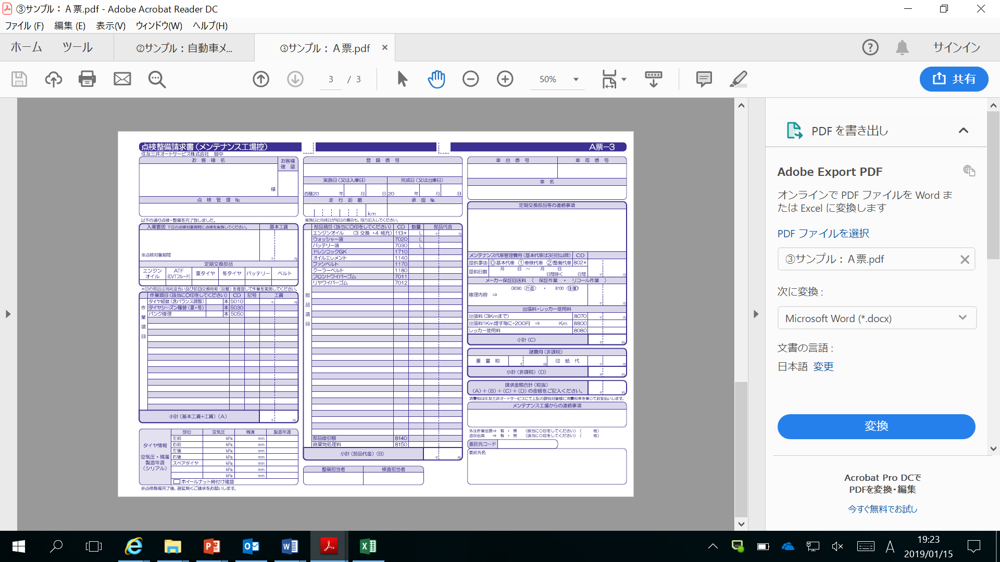 ③サンプル：Ａ票.pdf - Adobe Acrobat Reader DC
ファイル (F) 編集 (E) 表示(V) ウィンドウ(W) ヘルプ(H)
ホーム ツール ②サンプル：自動車メ... ③サンプル：Ａ票.pdf × サインイン
3 / 3 50% 共有
点検整備請求書（メンテナンス工場控） A票－3
住友三井オートサービス株式会社 御中
お客様名 お客様確認
様
点検管理 No.
以下の通り点検・整備を完了致しました。
入庫要因 下記の点検対象期間に点検を実施してください。 基本工賃
※点検対象期間
千 円
定期交換部品
エンジンオイル ATF（CVTフルード） 夏タイヤ 冬タイヤ バッテリー ベルト
＊印の部品は消耗度合い及び前回交換時期（距離）を確認して作業を実施してください。
作業項目（該当に○印をしてください） CD 記号 工賃
作業項目
タイヤ組替（含バランス調整） 本 5010 千 円
タイヤシーズン履替（夏・冬） 本 5030
パンク修理 本 5050
小計（基本工賃+工賃）（A） 千 円
タイヤ情報
空気圧・残溝
製造年週
（シリアル）
部位 空気圧 残溝 製造年週
左前 kPa mm
右前 kPa mm
左後 kPa mm
右後 kPa mm
スペアタイヤ kPa mm
kPa mm
kPa mm
ホイールナット締付け確認
※点検整備完了後、遅延無くご請求をお願いします。
登録番号
実施日（又は入庫日） 完成日（又は出庫日）
西暦20 年 月 日 20 年 月 日
走行距離 承認 No.
km
実施日と完成日が同日の場合も、両方記入してください。
部品項目（該当に○印をしてください） CD 数量 部品代金
部品項目
エンジンオイル （3 交換 ・4 補充） 113＊ L 千 円
ウォッシャー液 7020 L
バッテリー液 7030 L
ドレンコックGK 1710
オイルエレメント 1140
ファンベルト 1170
クーラーベルト 1180
フロントワイパーゴム 7011
リヤワイパーゴム 7012
部品値引額 8140
廃棄物処理料 8150
小計（部品代金）（B） 千 円
整備担当者 検査担当者
車台番号 車両番号
車名
定期交換部品等の連絡事項
メンテナンス代車管理費用（基本代車は3日目以降） CD
提供事由 ⓪基本代車 ①車検代車 ②整備代車 802＊ 千 円
提供日数 月 日 ～ 月 日
日間除く 日間
メーカー保証回送料 （ 保証作業 ・ リコール作業 ）
（8090 片道 ・ 8100 往復）
修理内容 ⇒ 千 円
出張料・レッカー使用料
出張料（3Kmまで） 8070 千 円
出張料1Km増す毎に+200円 ⇒ Km 8800
レッカー使用料 8080
小計（C） 千 円
諸費用（非課税）
重量税 千 円 印紙代 千 円
小計（非課税）（D） 千 円
請求金額合計（税抜）
（A）＋（B）＋（C）＋（D）の金額をご記入ください。 千 円
消費税は住友三井オートサービスにて上記の課税対象額に消費税率を乗じてお支払いします。
メンテナンス工場からの連絡事項
外注作業伝票⇒ 有 ・ 無 （該当に○印をしてください）（ 枚）
追加伝票 ⇒ 有 ・ 無 （該当に○印をしてください）（ 枚）
委託先コード
委託先名
PDF を書き出し
Adobe Export PDF
オンラインで PDF ファイルを Word ま
たは Excel に変換します
PDF ファイルを選択
③サンプル：Ａ票.pdf
次に変換 :
Microsoft Word (*.docx)
文書の言語 :
日本語 変更
変換
Acrobat Pro DCで
PDFを変換・編集
今すぐ無料でお試し
A 19:23
2019/01/15